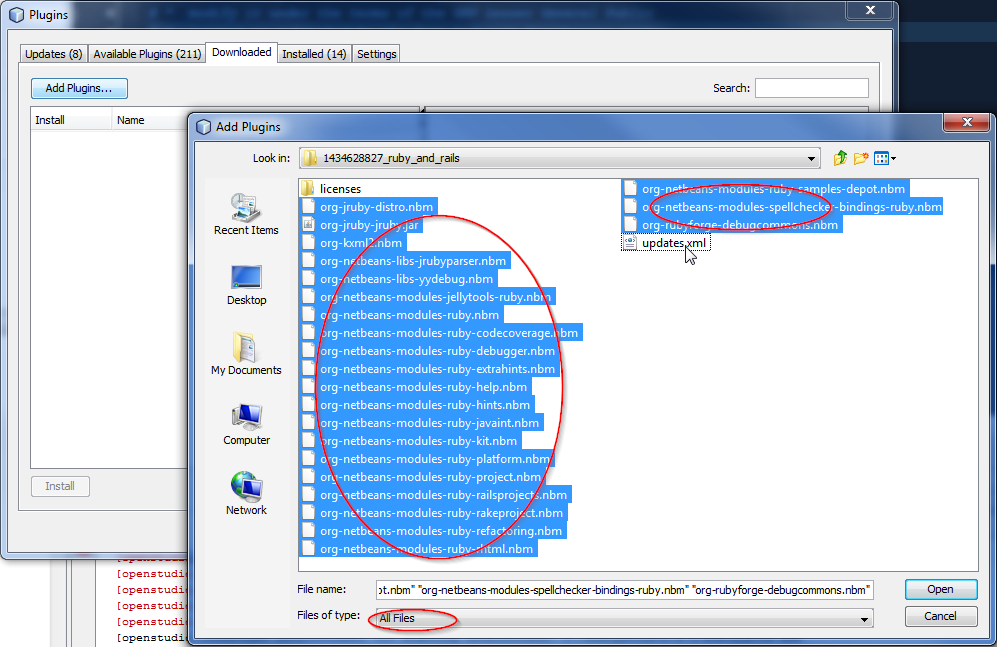 Plugins
Updates (8)
Available Plugins (211)
Downloaded
Installed (14)
Settings
Add Plugins...
Search:
Install
Name
Add Plugins
Look in:
1434628827_ruby_and_rails
Recent Items
Desktop
My Documents
Computer
Network
licenses
org-jruby-distro.nbm
org-jruby-jruby.jar
org-kxml2.nbm
org-netbeans-libs-jrubyparser.nbm
org-netbeans-libs-yydebug.nbm
org-netbeans-modules-jellytools-ruby.nbm
org-netbeans-modules-ruby.nbm
org-netbeans-modules-ruby-codecoverage.nbm
org-netbeans-modules-ruby-debugger.nbm
org-netbeans-modules-ruby-extrahints.nbm
org-netbeans-modules-ruby-help.nbm
org-netbeans-modules-ruby-hints.nbm
org-netbeans-modules-ruby-javaint.nbm
org-netbeans-modules-ruby-kit.nbm
org-netbeans-modules-ruby-platform.nbm
org-netbeans-modules-ruby-project.nbm
org-netbeans-modules-ruby-railsprojects.nbm
org-netbeans-modules-ruby-rakeproject.nbm
org-netbeans-modules-ruby-refactoring.nbm
org-netbeans-modules-ruby-rhtml.nbm
org-netbeans-modules-ruby-samples-depot.nbm
org-netbeans-modules-spellchecker-bindings-ruby.nbm
org-rubyforge-debugcommons.nbm
updates.xml
File name:
ot.nbm" "org-netbeans-modules-spellchecker-bindings-ruby.nbm" "org-rubyforge-debugcommons.nbm"
Open
Files of type:
All Files
Cancel
Install
[openstudio
[openstudio
[openstudio
[openstudio